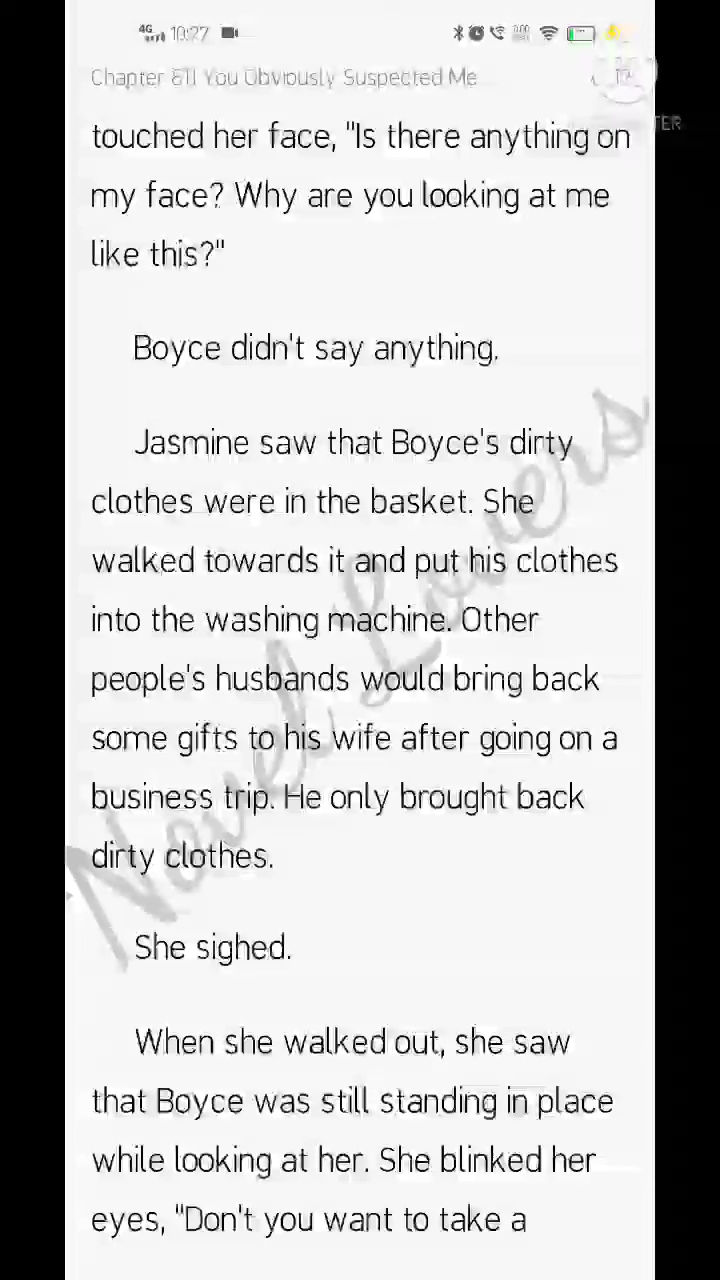 4G
10:27
Chapter 811 You Obviously Suspected Me
touched her face, "Is there anything on
my face? Why are you looking at me
like this?"
Boyce didn't say anything.
Jasmine saw that Boyce's dirty
clothes were in the basket. She
walked towards it and put his clothes
into the washing machine. Other
people's husbands would bring back
some gifts to his wife after going on a
business trip. He only brought back
dirty clothes.
She sighed.
When she walked out, she saw
that Boyce was still standing in place
while looking at her. She blinked her
eyes, "Don't you want to take a
Novel Lovers